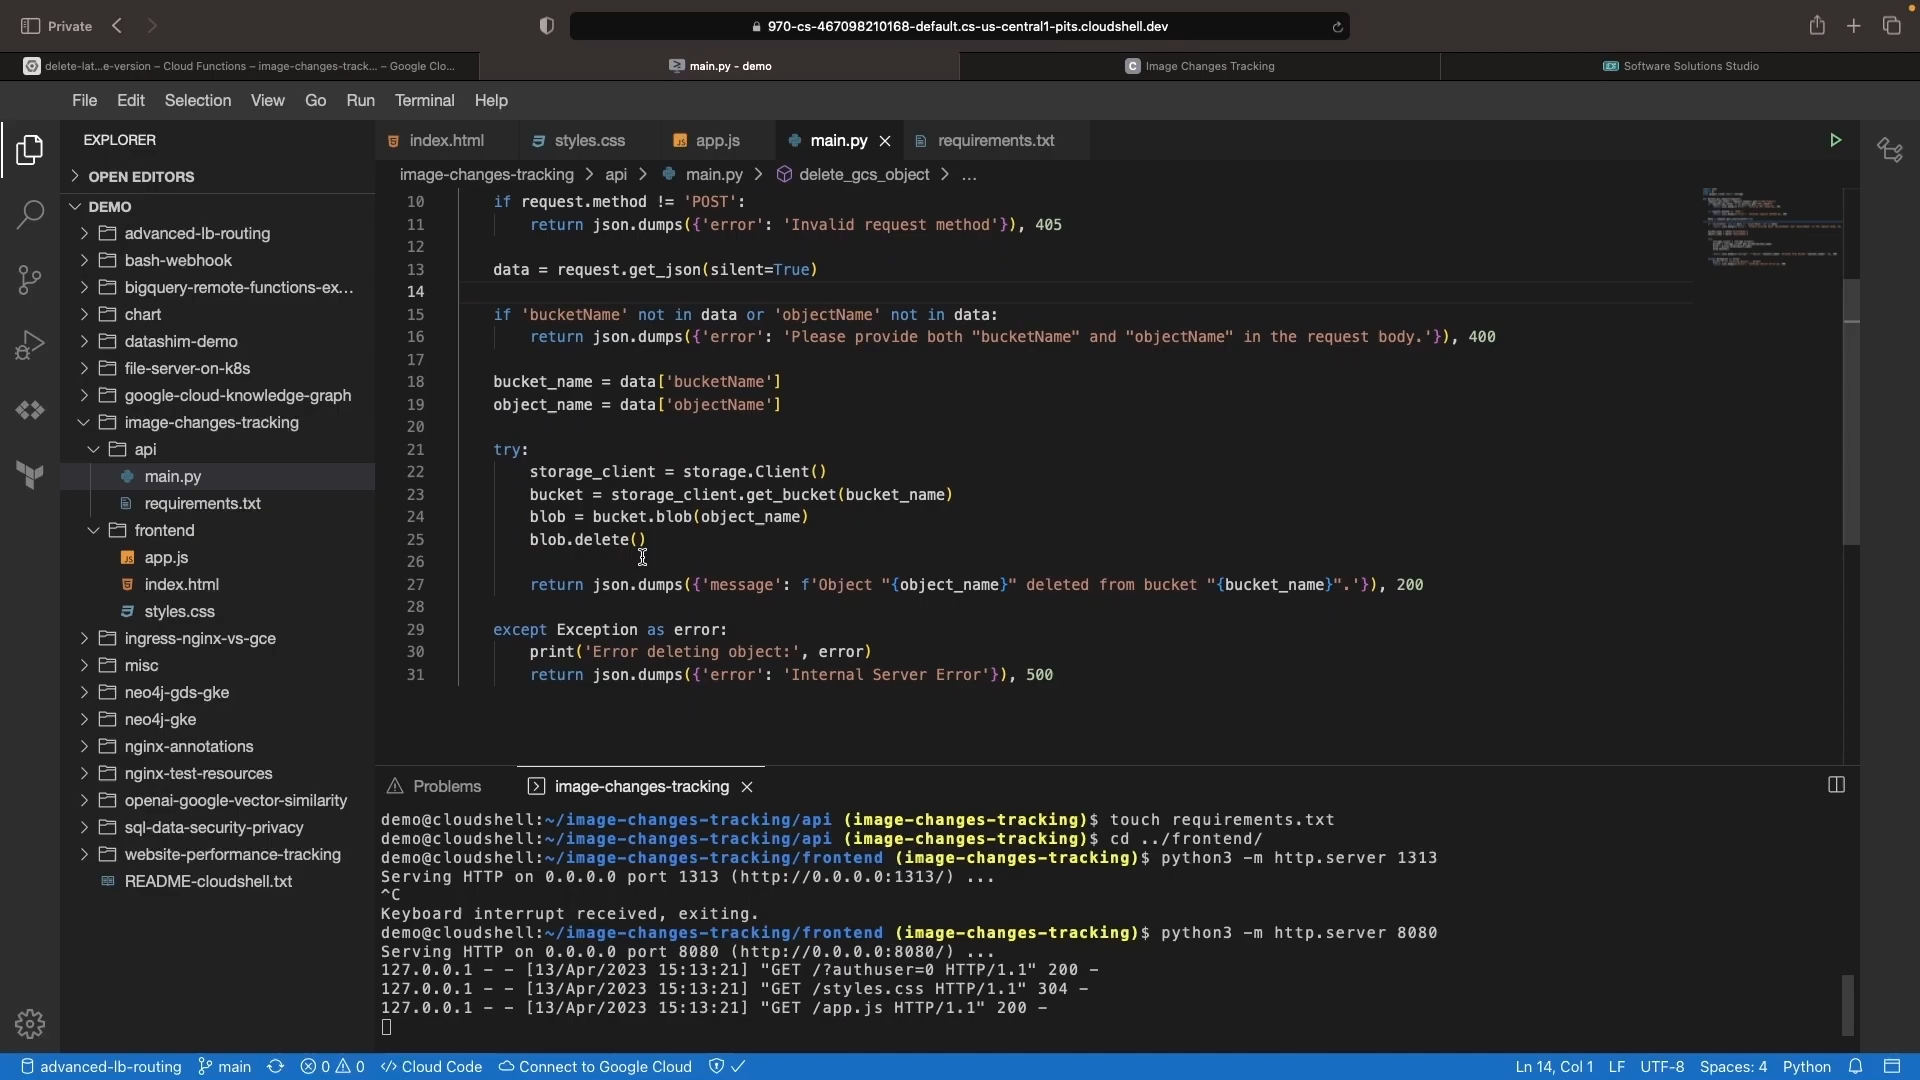 Private
970-cs-467098210168-default.cs-us-central1-pits.cloudshell.dev
delete-lat...e-version – Cloud Functions – image-changes-track... – Google Clo...
main.py - demo
Image Changes Tracking
Software Solutions Studio
File Edit Selection View Go Run Terminal Help
EXPLORER
OPEN EDITORS
DEMO
advanced-lb-routing
bash-webhook
bigquery-remote-functions-ex...
chart
datashim-demo
file-server-on-k8s
google-cloud-knowledge-graph
image-changes-tracking
api
main.py
requirements.txt
frontend
app.js
index.html
styles.css
ingress-nginx-vs-gce
misc
neo4j-gds-gke
neo4j-gke
nginx-annotations
nginx-test-resources
openai-google-vector-similarity
sql-data-security-privacy
website-performance-tracking
README-cloudshell.txt
index.html styles.css app.js main.py requirements.txt
image-changes-tracking > api > main.py > delete_gcs_object > ...
10 if request.method != 'POST':
11 return json.dumps({'error': 'Invalid request method'}), 405
12
13 data = request.get_json(silent=True)
14
15 if 'bucketName' not in data or 'objectName' not in data:
16 return json.dumps({'error': 'Please provide both "bucketName" and "objectName" in the request body.'}), 400
17
18 bucket_name = data['bucketName']
19 object_name = data['objectName']
20
21 try:
22 storage_client = storage.Client()
23 bucket = storage_client.get_bucket(bucket_name)
24 blob = bucket.blob(object_name)
25 blob.delete()
26
27 return json.dumps({'message': f'Object "{object_name}" deleted from bucket "{bucket_name}".'}), 200
28
29 except Exception as error:
30 print('Error deleting object:', error)
31 return json.dumps({'error': 'Internal Server Error'}), 500
Problems image-changes-tracking
demo@cloudshell:~/image-changes-tracking/api (image-changes-tracking)$ touch requirements.txt
demo@cloudshell:~/image-changes-tracking/api (image-changes-tracking)$ cd ../frontend/
demo@cloudshell:~/image-changes-tracking/frontend (image-changes-tracking)$ python3 -m http.server 1313
Serving HTTP on 0.0.0.0 port 1313 (http://0.0.0.0:1313/) ...
^C
Keyboard interrupt received, exiting.
demo@cloudshell:~/image-changes-tracking/frontend (image-changes-tracking)$ python3 -m http.server 8080
Serving HTTP on 0.0.0.0 port 8080 (http://0.0.0.0:8080/) ...
127.0.0.1 - - [13/Apr/2023 15:13:21] "GET /?authuser=0 HTTP/1.1" 200 -
127.0.0.1 - - [13/Apr/2023 15:13:21] "GET /styles.css HTTP/1.1" 304 -
127.0.0.1 - - [13/Apr/2023 15:13:21] "GET /app.js HTTP/1.1" 200 -
advanced-lb-routing main 0 0 Cloud Code Connect to Google Cloud Ln 14, Col 1 LF UTF-8 Spaces: 4 Python